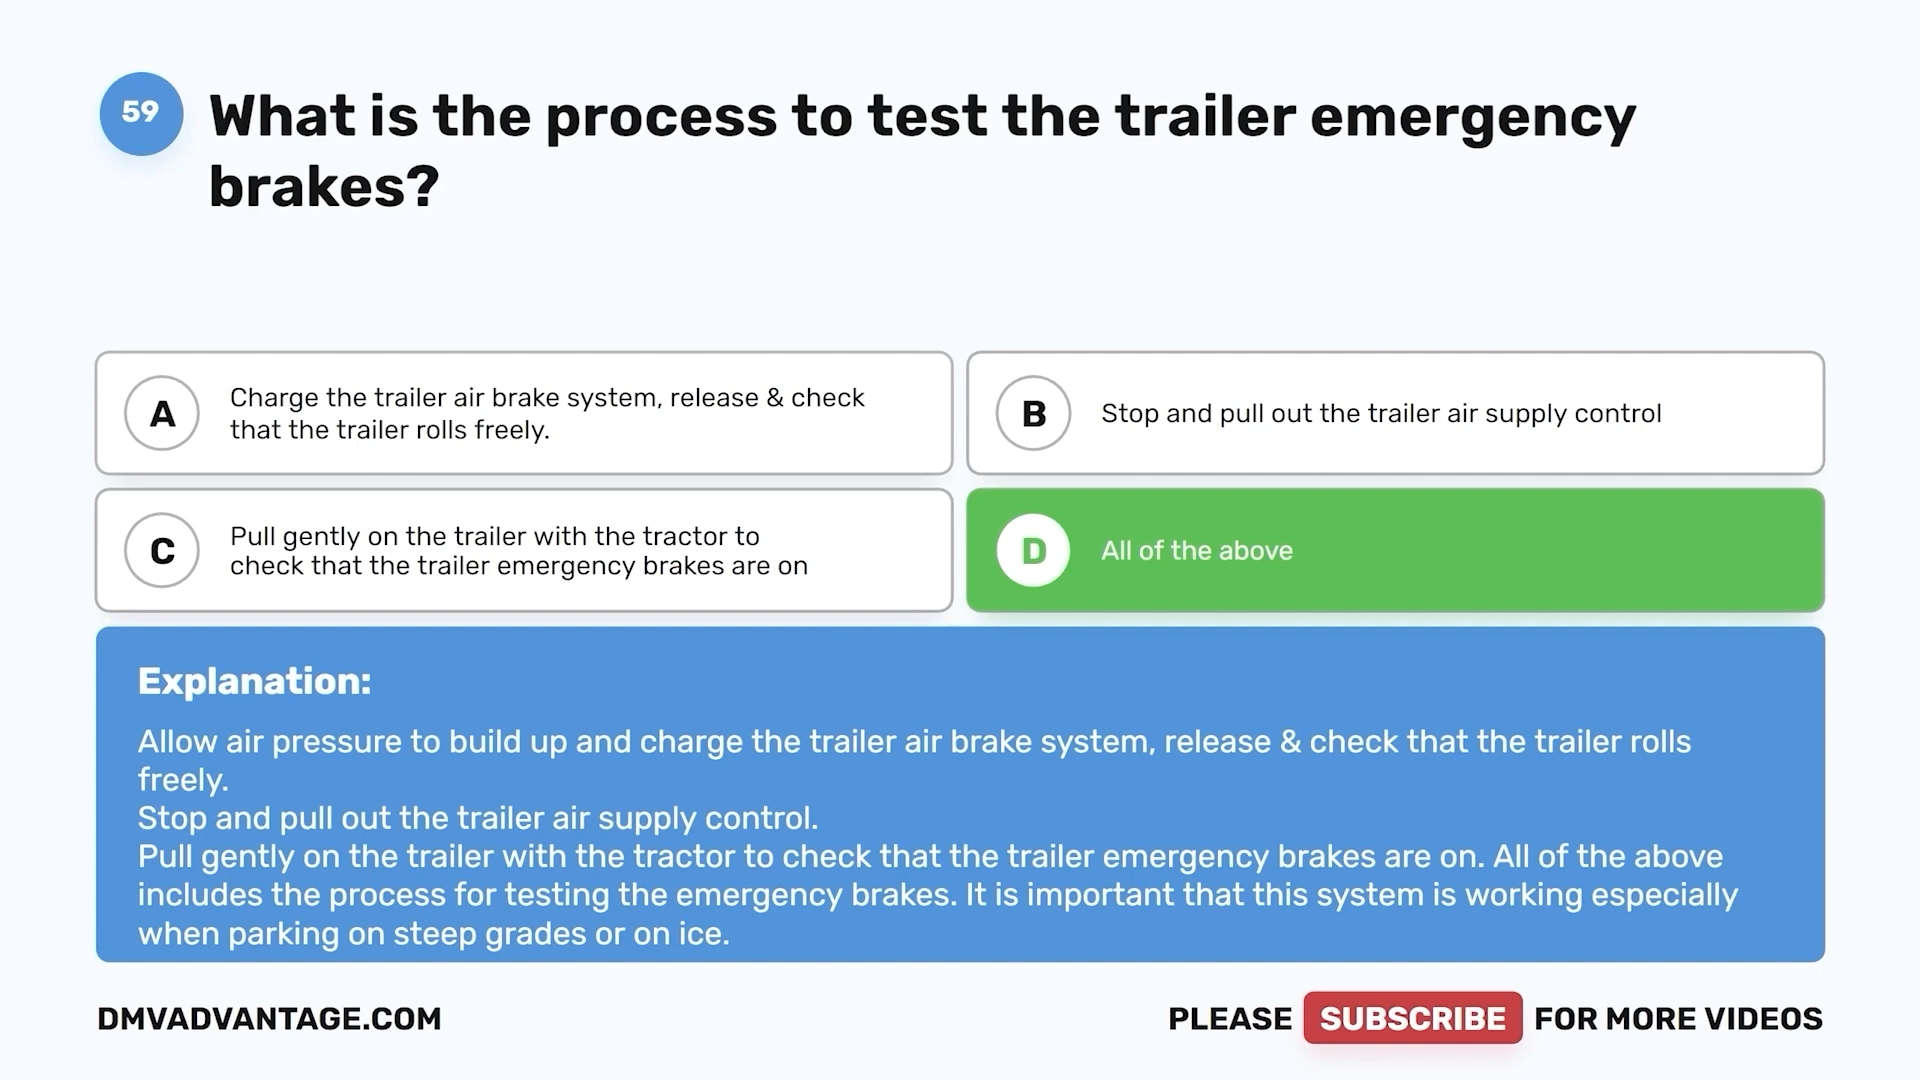 59
What is the process to test the trailer emergency
brakes?
A
Charge the trailer air brake system, release & check
that the trailer rolls freely.
B
Stop and pull out the trailer air supply control
C
Pull gently on the trailer with the tractor to
check that the trailer emergency brakes are on
D
All of the above
Explanation:
Allow air pressure to build up and charge the trailer air brake system, release & check that the trailer rolls
freely.
Stop and pull out the trailer air supply control.
Pull gently on the trailer with the tractor to check that the trailer emergency brakes are on. All of the above
includes the process for testing the emergency brakes. It is important that this system is working especially
when parking on steep grades or on ice.
DMVADVANTAGE.COM
PLEASE SUBSCRIBE FOR MORE VIDEOS